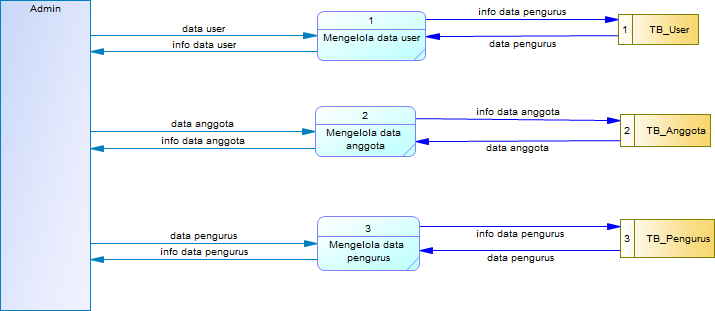 Admin
data user
info data user
1
Mengelola data user
info data pengurus
data pengurus
1 TB_User
data anggota
info data anggota
2
Mengelola data
anggota
info data anggota
data anggota
2 TB_Anggota
data pengurus
info data pengurus
3
Mengelola data
pengurus
info data pengurus
data pengurus
3 TB_Pengurus